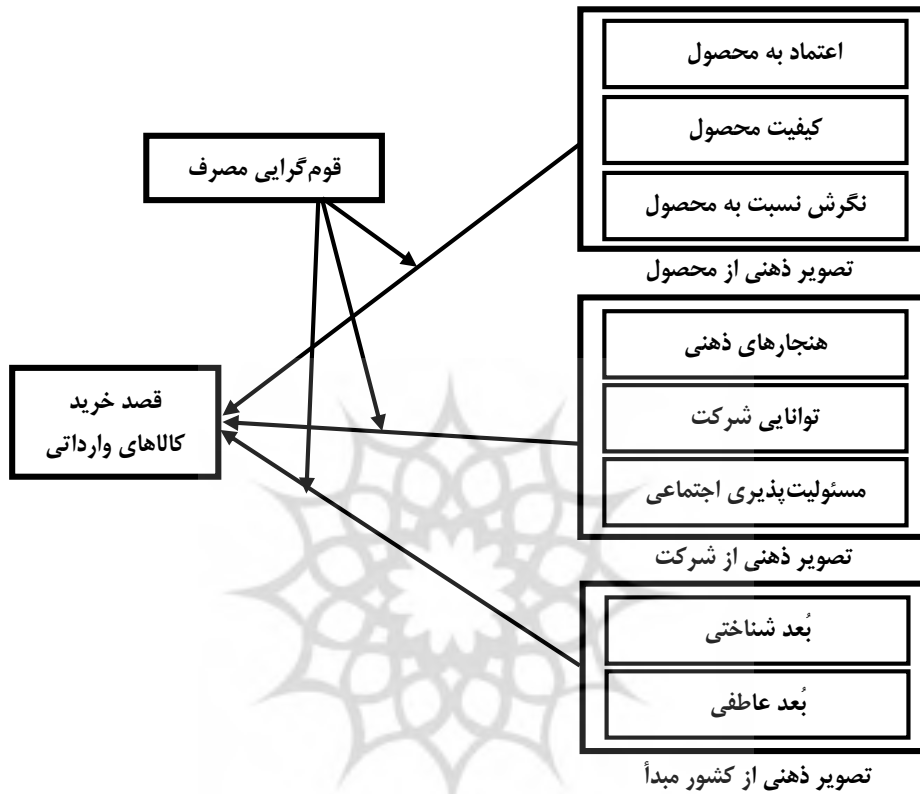 اعتماد به محصول
کیفیت محصول
نگرش نسبت به محصول
تصویر ذهنی از محصول
قوم‌گرایی مصرف
هنجارهای ذهنی
توانایی شرکت
مسئولیت‌پذیری اجتماعی
تصویر ذهنی از شرکت
قصد خرید
کالاهای وارداتی
بُعد شناختی
بُعد عاطفی
تصویر ذهنی از کشور مبدأ